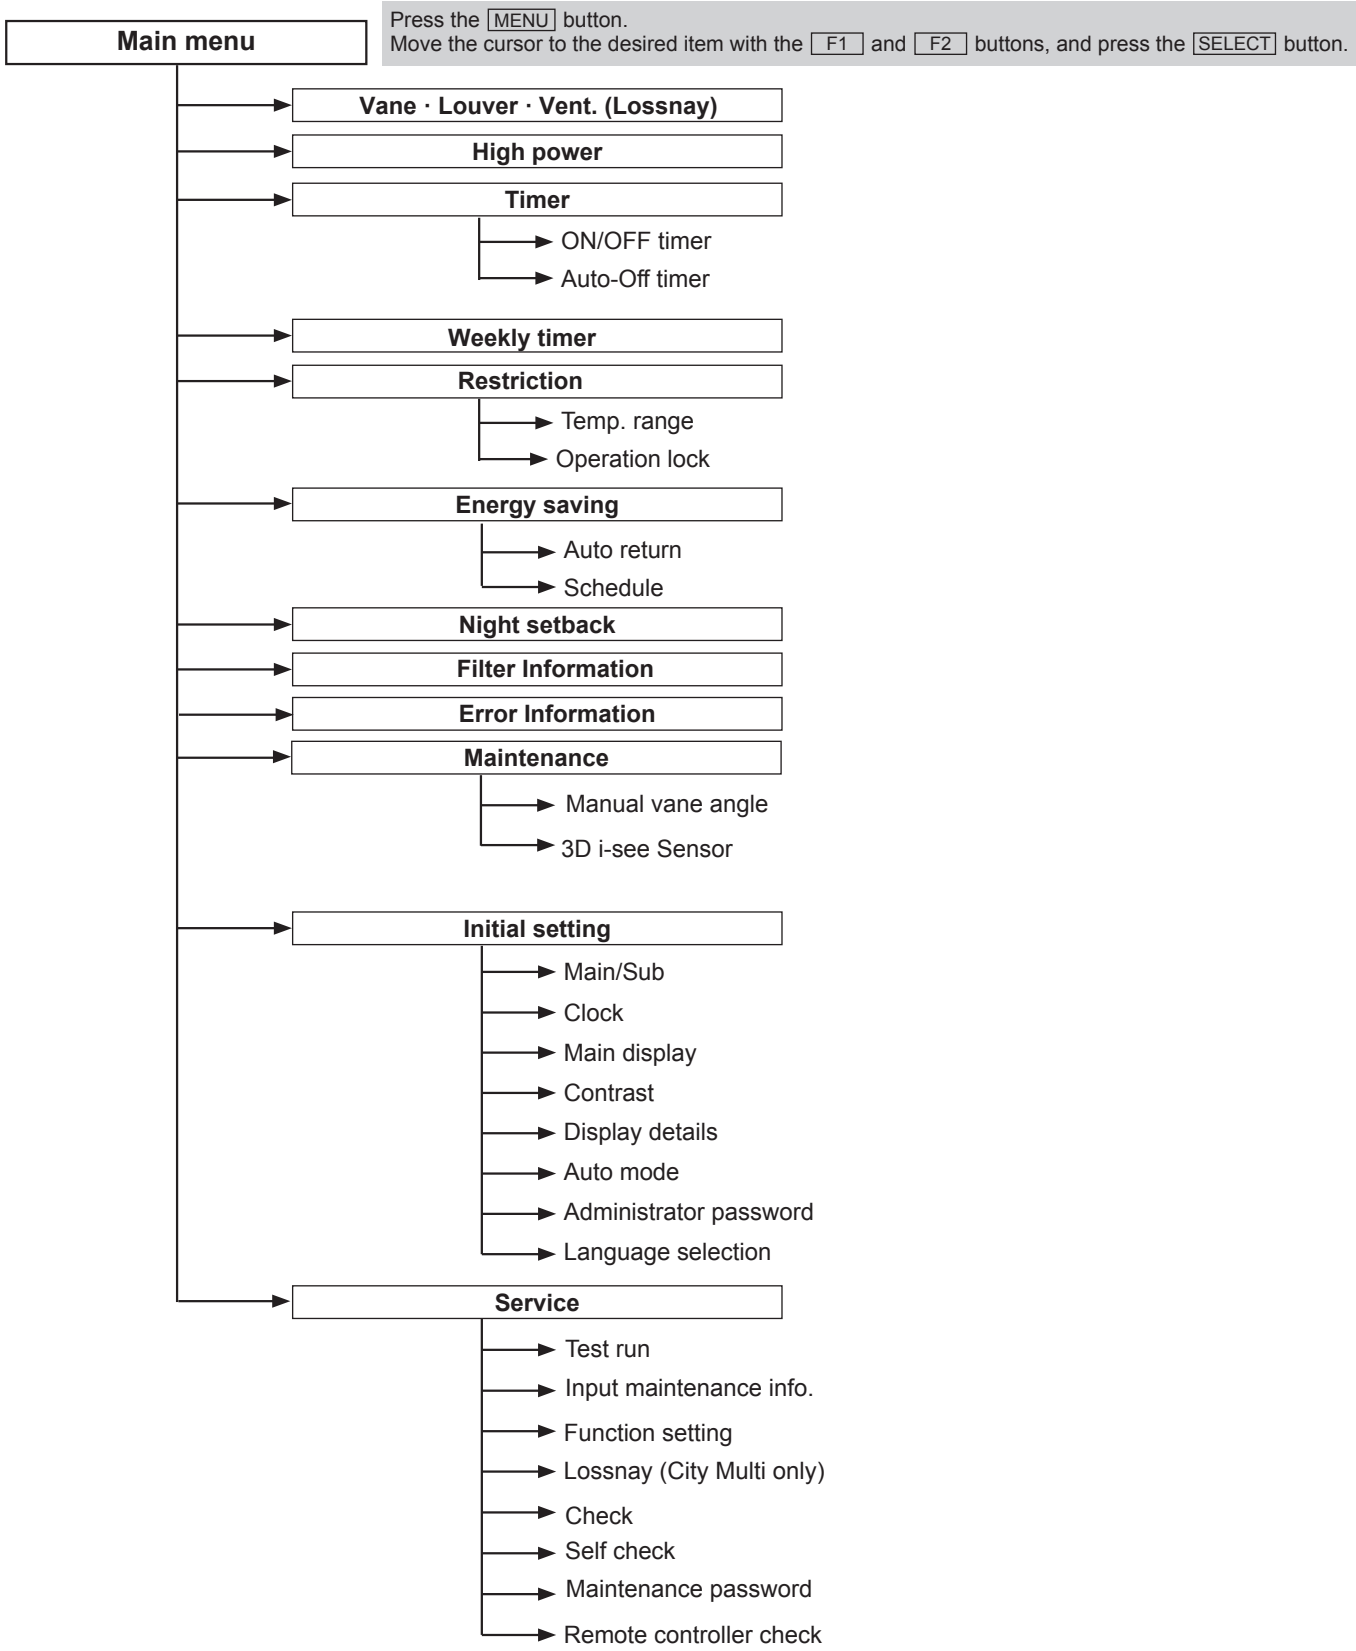 Main menu
Press the MENU button.
Move the cursor to the desired item with the F1 and F2 buttons, and press the SELECT button.
Vane · Louver · Vent. (Lossnay)
High power
Timer
ON/OFF timer
Auto-Off timer
Weekly timer
Restriction
Temp. range
Operation lock
Energy saving
Auto return
Schedule
Night setback
Filter Information
Error Information
Maintenance
Manual vane angle
3D i-see Sensor
Initial setting
Main/Sub
Clock
Main display
Contrast
Display details
Auto mode
Administrator password
Language selection
Service
Test run
Input maintenance info.
Function setting
Lossnay (City Multi only)
Check
Self check
Maintenance password
Remote controller check